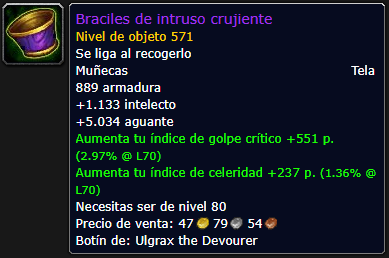 Braciles de intruso crujiente
Nivel de objeto 571
Se liga al recogerlo
Muñecas Tela
889 armadura
+1.133 intelecto
+5.034 aguante
Aumenta tu índice de golpe crítico +551 p.
(2.97% @ L70)
Aumenta tu índice de celeridad +237 p. (1.36% @
L70)
Necesitas ser de nivel 80
Precio de venta: 47 79 54
Botín de: Ulgrax the Devourer